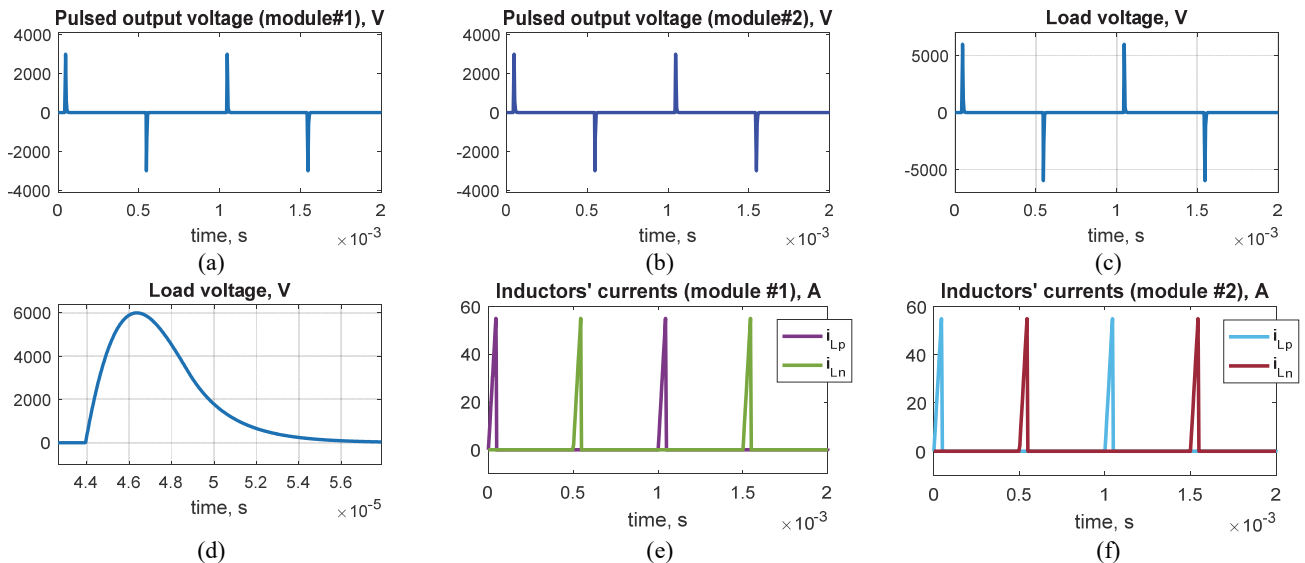 Pulsed output voltage (module#1), V
4000
2000
0
-2000
-4000
0 0.5 1 1.5 2
time, s
×10-3
(a)
Pulsed output voltage (module#2), V
4000
2000
0
-2000
-4000
0 0.5 1 1.5 2
time, s
×10-3
(b)
Load voltage, V
5000
0
-5000
0 0.5 1 1.5 2
time, s
×10-3
(c)
Load voltage, V
6000
4000
2000
0
4.4 4.6 4.8 5 5.2 5.4 5.6
time, s
×10-5
(d)
Inductors' currents (module #1), A
60
40
20
0
iLp
iLn
0 0.5 1 1.5 2
time, s
×10-3
(e)
Inductors' currents (module #2), A
60
40
20
0
iLp
iLn
0 0.5 1 1.5 2
time, s
×10-3
(f)